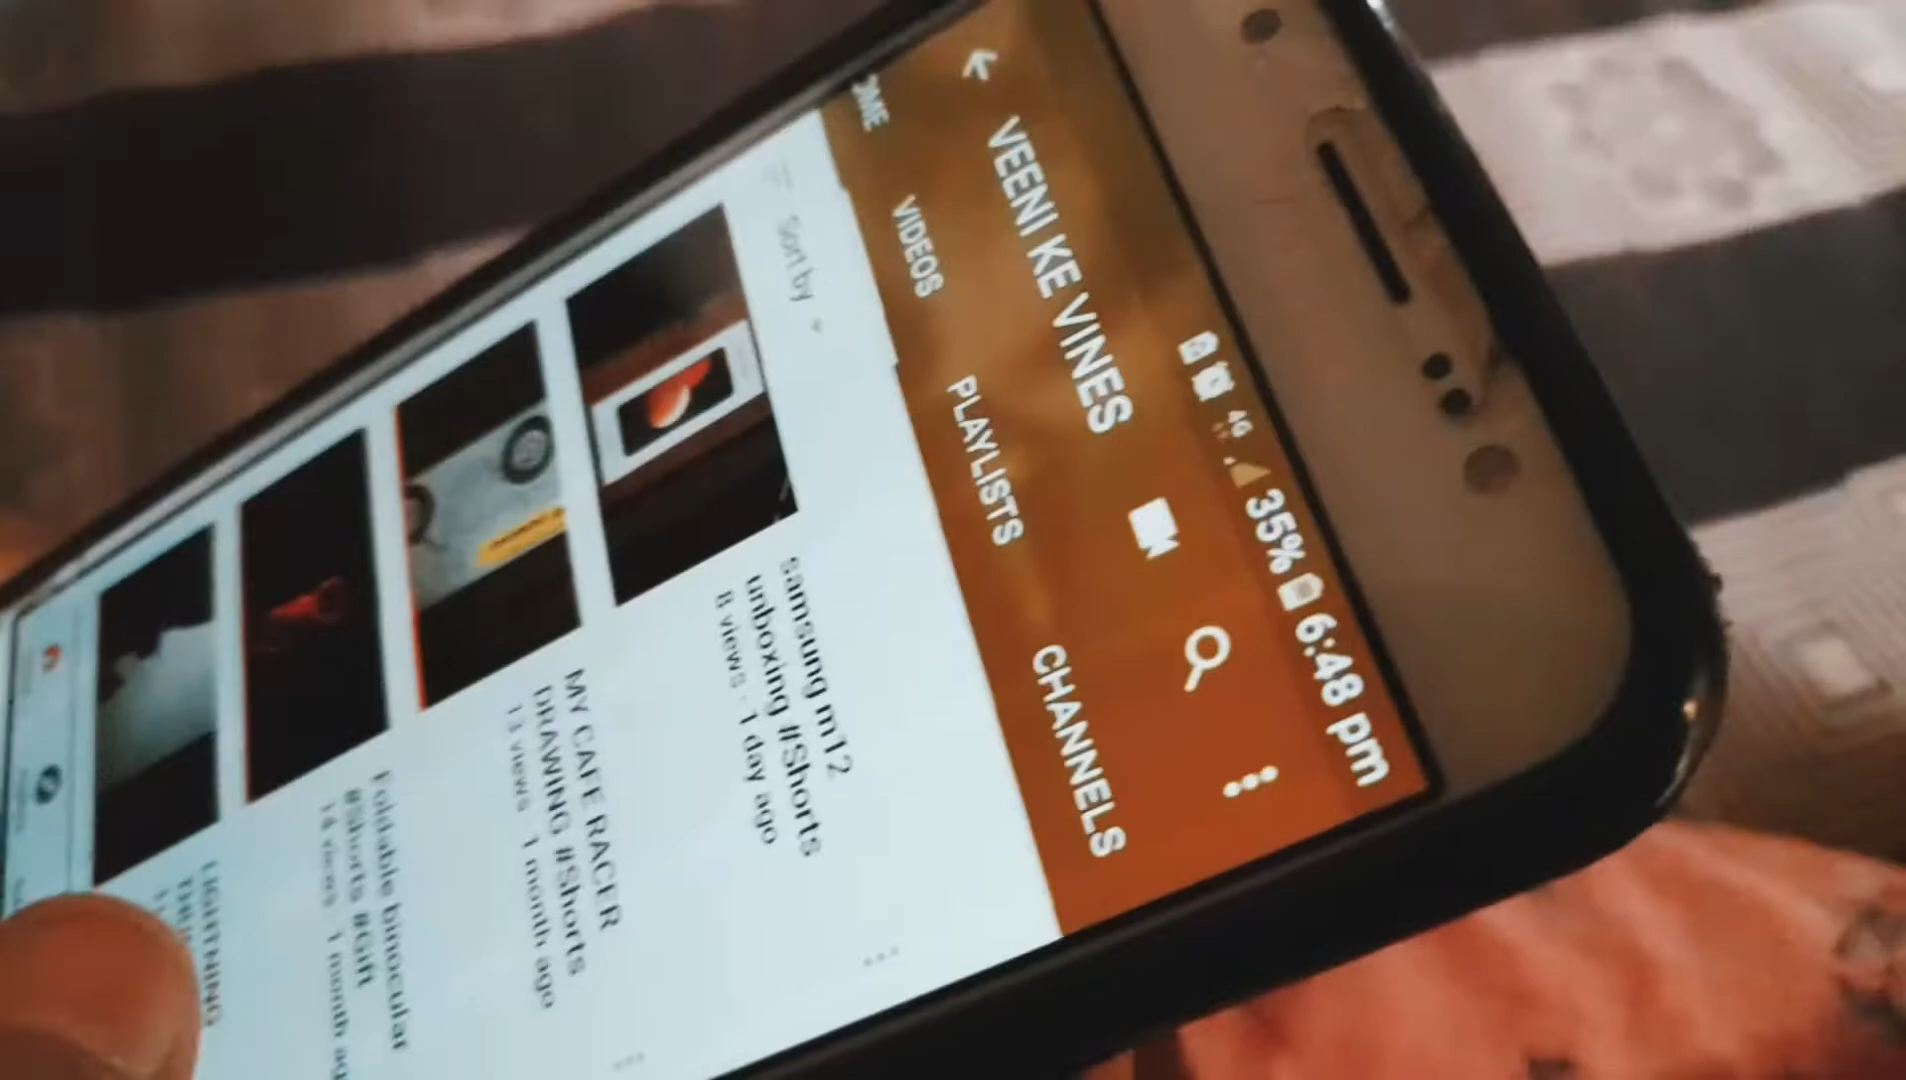 4G 35% 6:48 pm
VEENI KE VINES
VIDEOS PLAYLISTS CHANNELS
Sort by
samsung m12
unboxing #Shorts
8 views · 1 day ago
MY CAFE RACER
DRAWING #Shorts
13 views · 1 month ago
Foldable binocular
#Shorts #Gift
14 views · 1 month
LIGHTNING